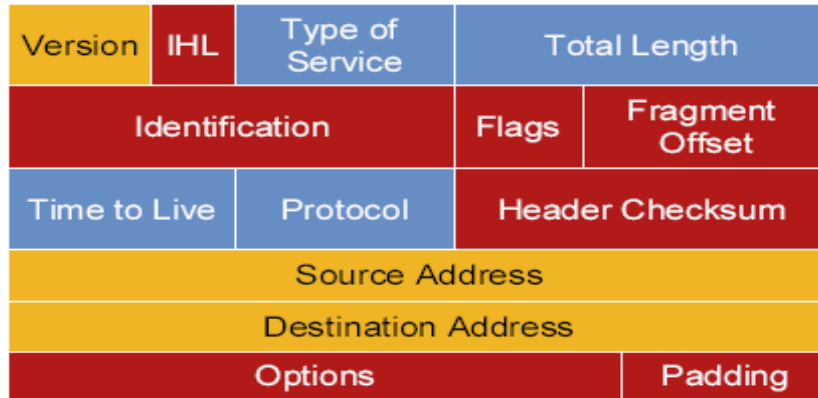 Version IHL Type of Service Total Length
Identification Flags Fragment Offset
Time to Live Protocol Header Checksum
Source Address
Destination Address
Options Padding